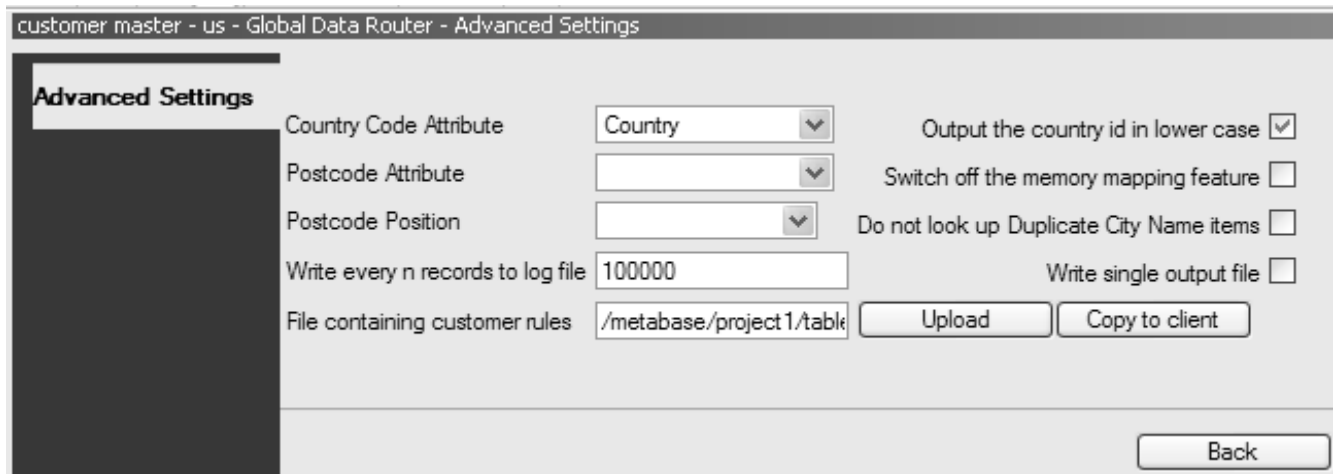 customer master - us - Global Data Router - Advanced Settings
Advanced Settings
Country Code Attribute Country Output the country id in lower case
Postcode Attribute Switch off the memory mapping feature
Postcode Position Do not look up Duplicate City Name items
Write every n records to log file 100000 Write single output file
File containing customer rules /metabase/project1/table Upload Copy to client
Back